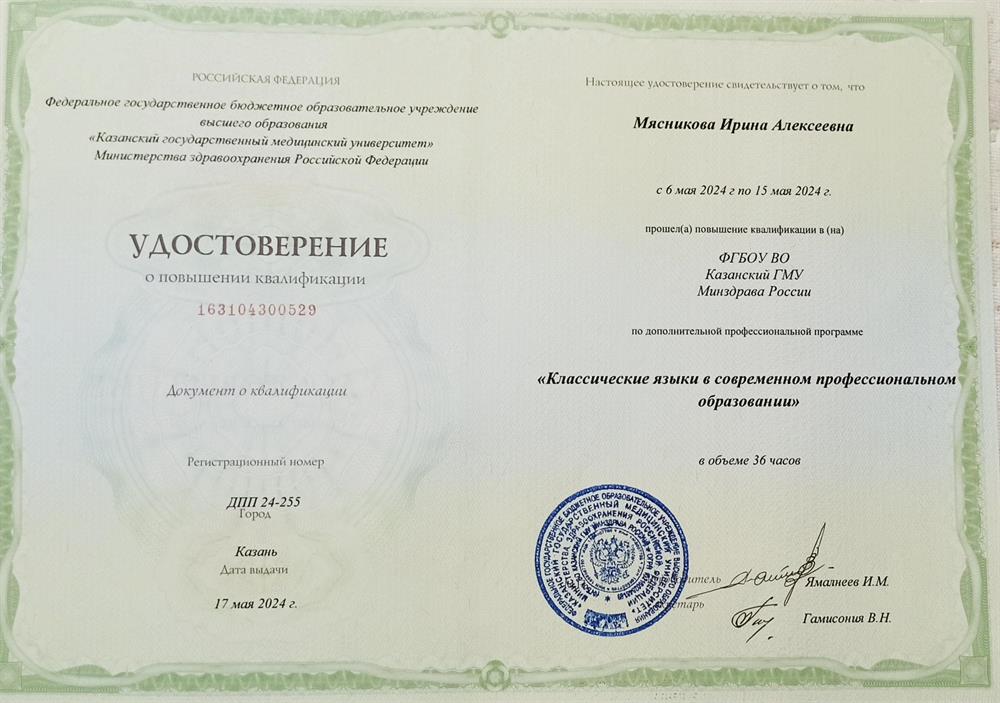 РОССИЙСКАЯ ФЕДЕРАЦИЯ
Федеральное государственное бюджетное образовательное учреждение
высшего образования
«Казанский государственный медицинский университет»
Министерства здравоохранения Российской Федерации
УДОСТОВЕРЕНИЕ
о повышении квалификации
163104300529
Документ о квалификации
Регистрационный номер
ДПП 24-255
Город
Казань
Дата выдачи
17 мая 2024 г.
Настоящее удостоверение свидетельствует о том, что
Мясникова Ирина Алексеевна
с 6 мая 2024 г по 15 мая 2024 г.
прошел(а) повышение квалификации в (на)
ФГБОУ ВО
Казанский ГМУ
Минздрава России
по дополнительной профессиональной программе
«Классические языки в современном профессиональном
образовании»
в объеме 36 часов
Ямалнеев И.М.
Гамисония В.Н.